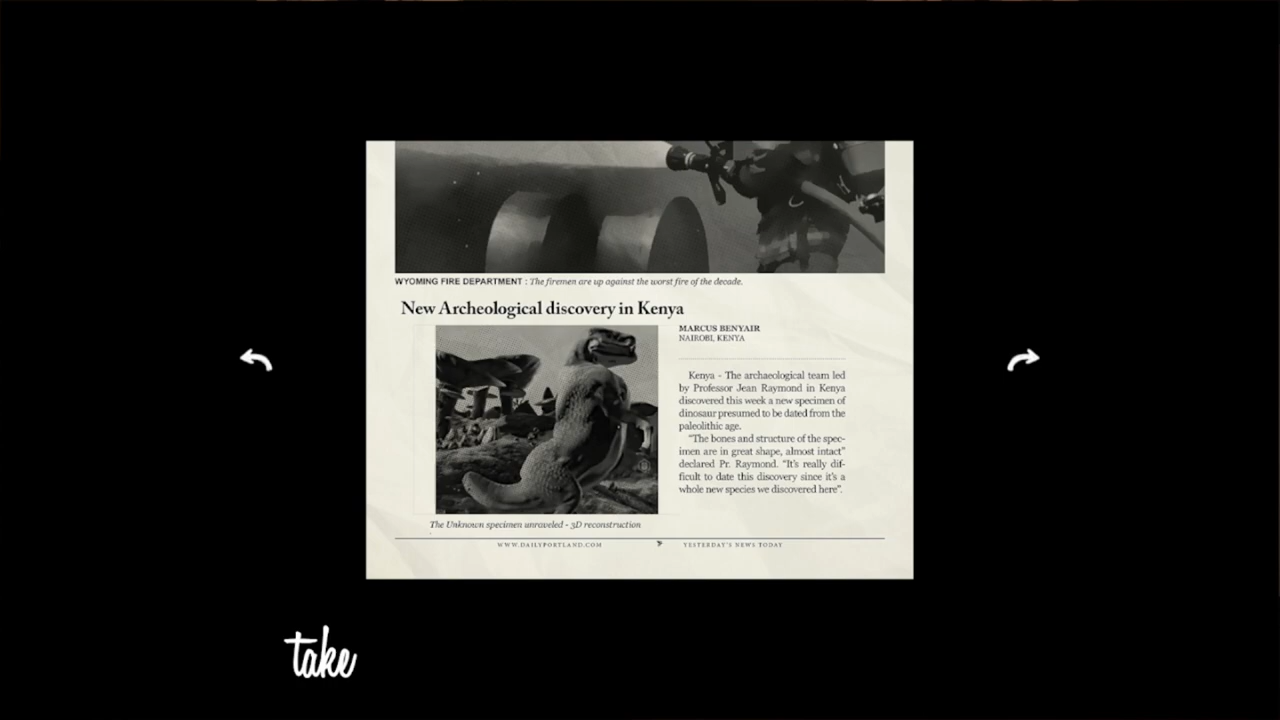 WYOMING FIRE DEPARTMENT : The firemen are up against the worst fire of the decade.
New Archeological discovery in Kenya
MARCUS BENYAIR
NAIROBI, KENYA
Kenya - The archaeological team led
by Professor Jean Raymond in Kenya
discovered this week a new specimen of
dinosaur presumed to be dated from the
paleolithic age.
"The bones and structure of the spec-
imen are in great shape, almost intact"
declared Pr. Raymond. "It's really dif-
ficult to date this discovery since it's a
whole new species we discovered here".
The Unknown specimen unraveled - 3D reconstruction
WWW.DAILYPORTLAND.COM YESTERDAY'S NEWS TODAY
take